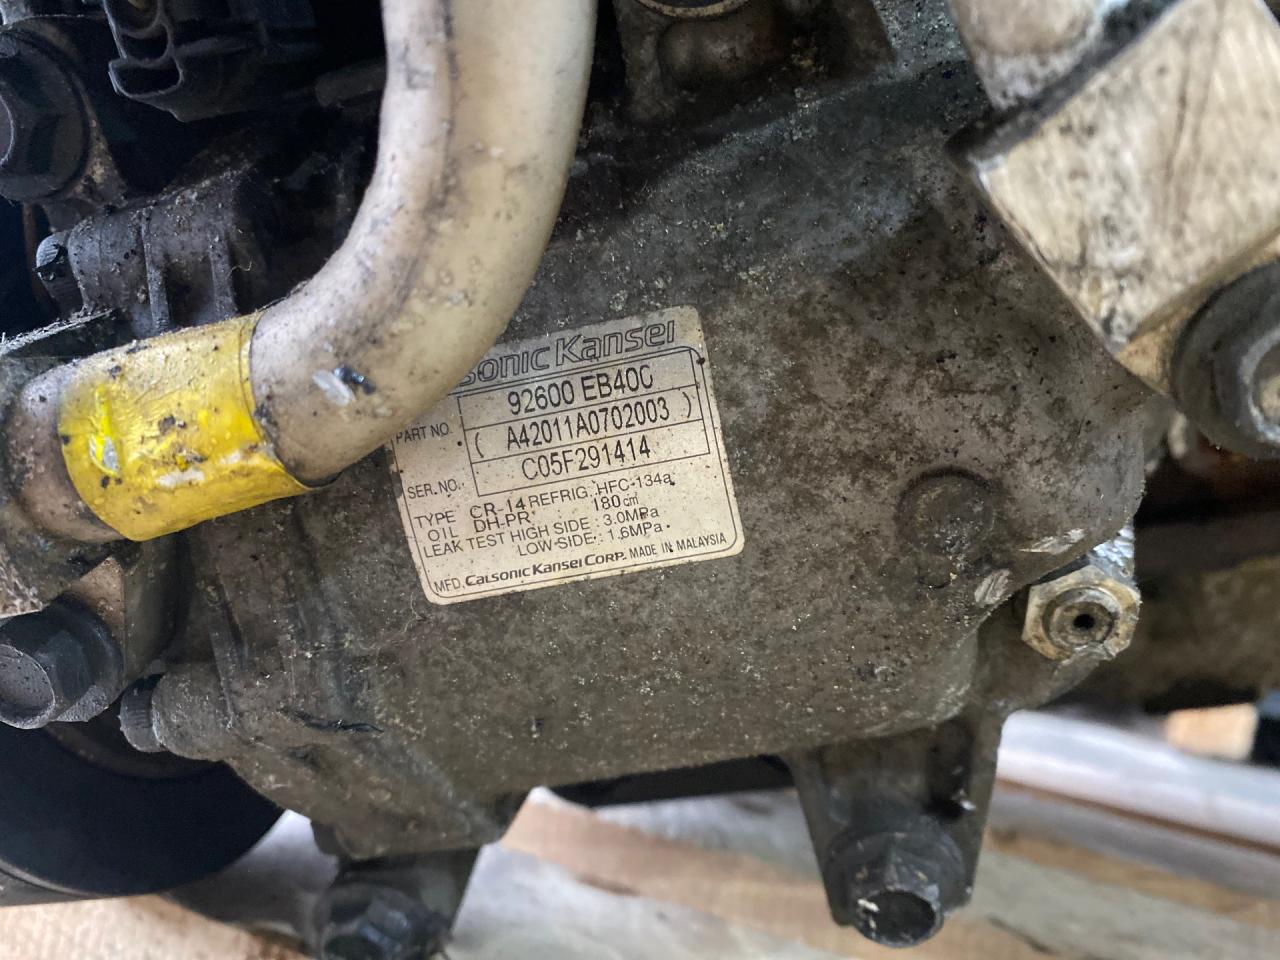 sonic Kansei
PART NO. 92600 EB40C
( A42011A0702003 )
SER. NO. C05F291414
TYPE CR-14 REFRIG. HFC-134a
OIL DH-PR 180cm³
LEAK TEST HIGH SIDE : 3.0MPa
LOW-SIDE : 1.6MPa
MFD. Calsonic Kansei Corp. MADE IN MALAYSIA